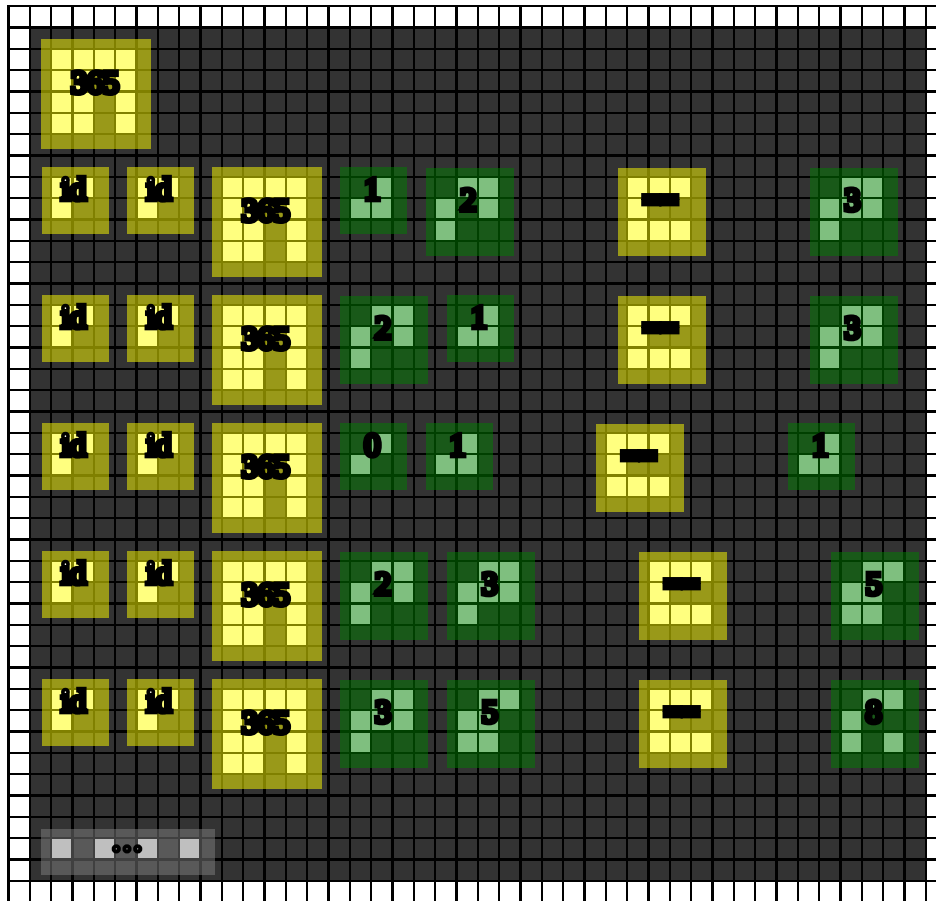 365
id id 365 1 2 = 3
id id 365 2 1 = 3
id id 365 0 1 = 1
id id 365 2 3 = 5
id id 365 3 5 = 8
...